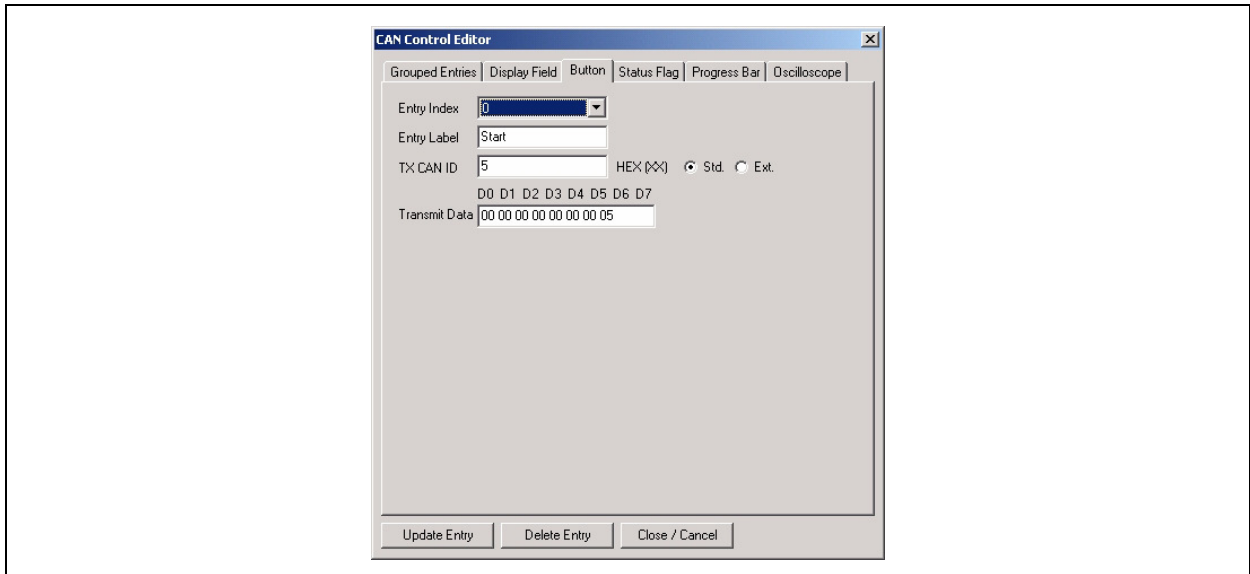 CAN Control Editor
Grouped Entries Display Field Button Status Flag Progress Bar Oscilloscope
Entry Index 0
Entry Label Start
TX CAN ID 5 HEX (XX) Std. Ext.
D0 D1 D2 D3 D4 D5 D6 D7
Transmit Data 00 00 00 00 00 00 00 05
Update Entry Delete Entry Close / Cancel